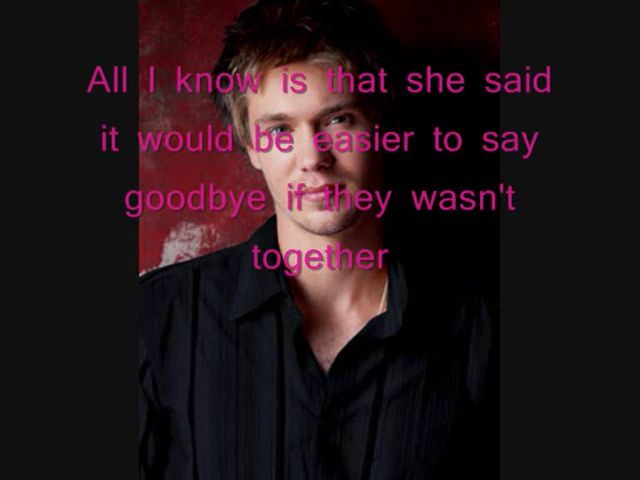 All I know is that she said
it would be easier to say
goodbye if they wasn't
together